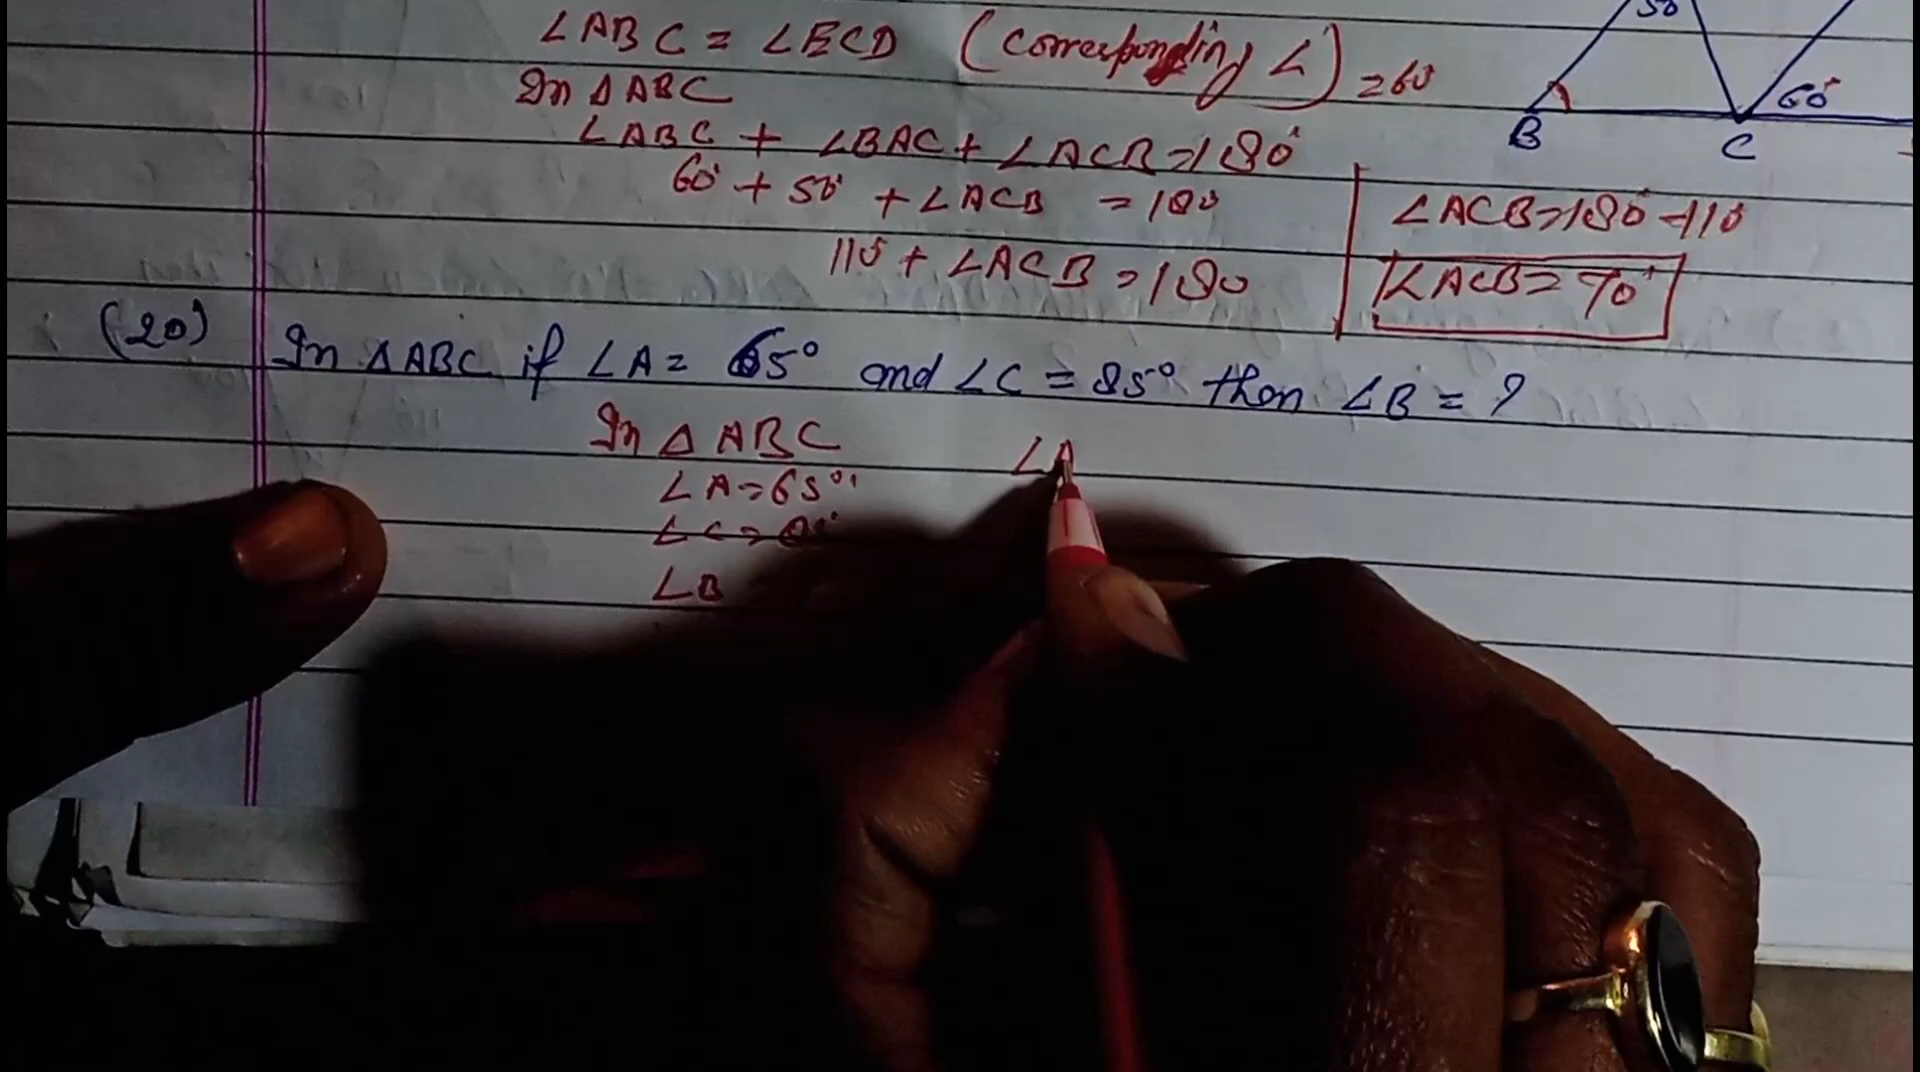 ∠ABC = ∠ECD (corresponding ∠) = 60°
50
In △ABC
60°
∠ABC + ∠BAC + ∠ACB = 180°
B C
60° + 50° + ∠ACB = 180
∠ACB = 180° - 110
110 + ∠ACB = 180
∠ACB = 70°
(20) In △ABC if ∠A = 65° and ∠C = 85° then ∠B = ?
In △ABC
∠A
∠A = 65°
∠C =
∠B